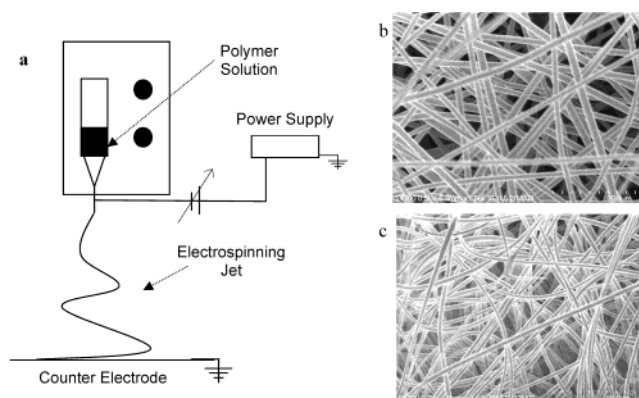 a
Polymer
Solution
Power Supply
Electrospinning
Jet
Counter Electrode
b
c